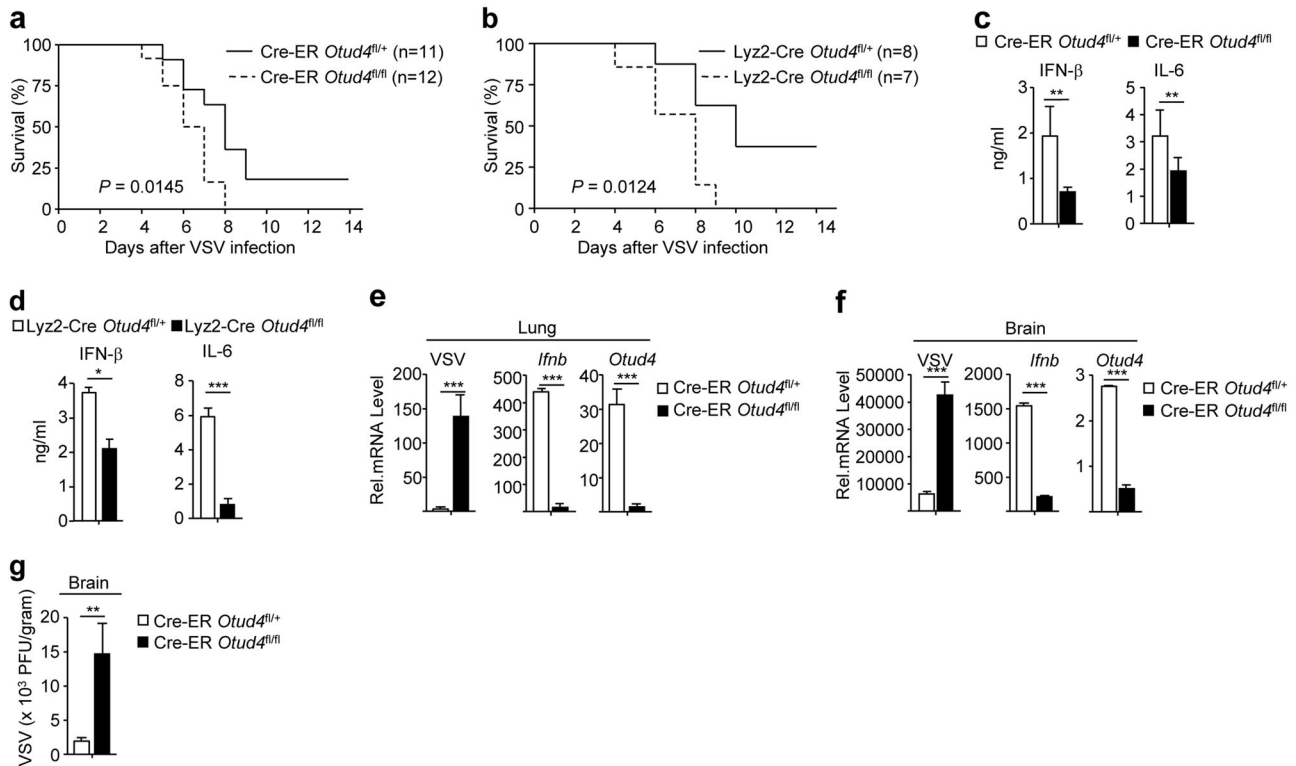 a
Survival (%)
100
75
50
25
0
Cre-ER Otud4fl/+ (n=11)
Cre-ER Otud4fl/fl (n=12)
P = 0.0145
0 2 4 6 8 10 12 14
Days after VSV infection
b
Survival (%)
100
75
50
25
0
Lyz2-Cre Otud4fl/+ (n=8)
Lyz2-Cre Otud4fl/fl (n=7)
P = 0.0124
0 2 4 6 8 10 12 14
Days after VSV infection
c
Cre-ER Otud4fl/+ Cre-ER Otud4fl/fl
IFN-β
**
ng/ml
3
2
1
0
IL-6
**
5
4
3
2
1
0
d
Lyz2-Cre Otud4fl/+ Lyz2-Cre Otud4fl/fl
IFN-β
*
ng/ml
4
3
2
1
0
IL-6
***
8
6
4
2
0
e
Lung
Rel.mRNA Level
VSV
***
200
150
100
50
0
Ifnb
***
500
400
300
200
100
0
Otud4
***
40
30
20
10
0
Cre-ER Otud4fl/+
Cre-ER Otud4fl/fl
f
Brain
Rel.mRNA Level
VSV
***
50000
40000
30000
20000
10000
0
Ifnb
***
2000
1500
1000
500
0
Otud4
***
3
2
1
0
Cre-ER Otud4fl/+
Cre-ER Otud4fl/fl
g
Brain
**
VSV (x 10³ PFU/gram)
20
15
10
5
0
Cre-ER Otud4fl/+
Cre-ER Otud4fl/fl